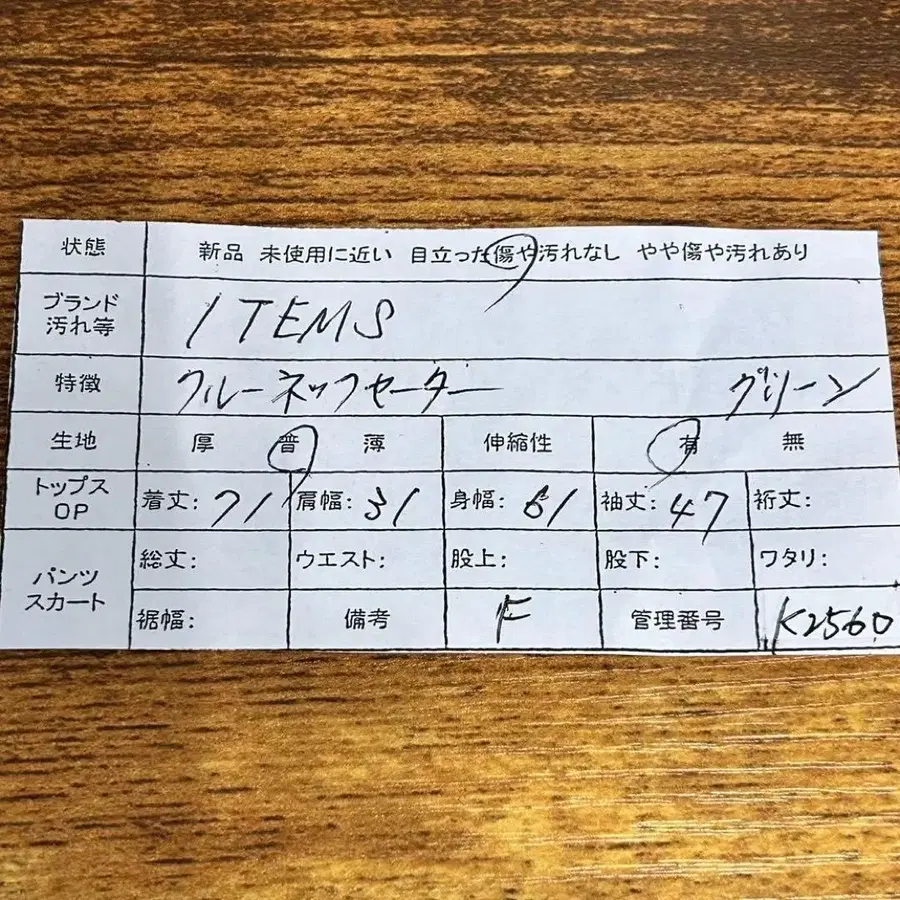 状態 新品 未使用に近い 目立った傷や汚れなし やや傷や汚れあり
ブランド
汚れ等
ITEMS
特徴 クルーネックセーター グリーン
生地 厚 普 薄 伸縮性 有 無
トップス
OP
着丈: 71 肩幅: 31 身幅: 61 袖丈: 47 裄丈:
パンツ
スカート
総丈: ウエスト: 股上: 股下: ワタリ:
裾幅: 備考 F 管理番号 K2560